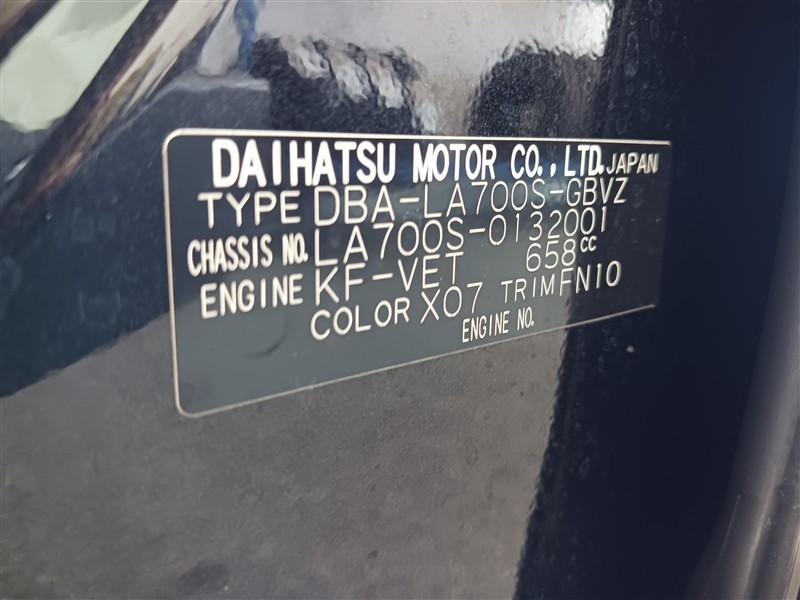 DAIHATSU MOTOR CO., LTD. JAPAN
TYPE DBA-LA700S-GBVZ
CHASSIS NO. LA700S-0132001
ENGINE KF-VET 658cc
COLOR X07 TRIM FN10
ENGINE NO.